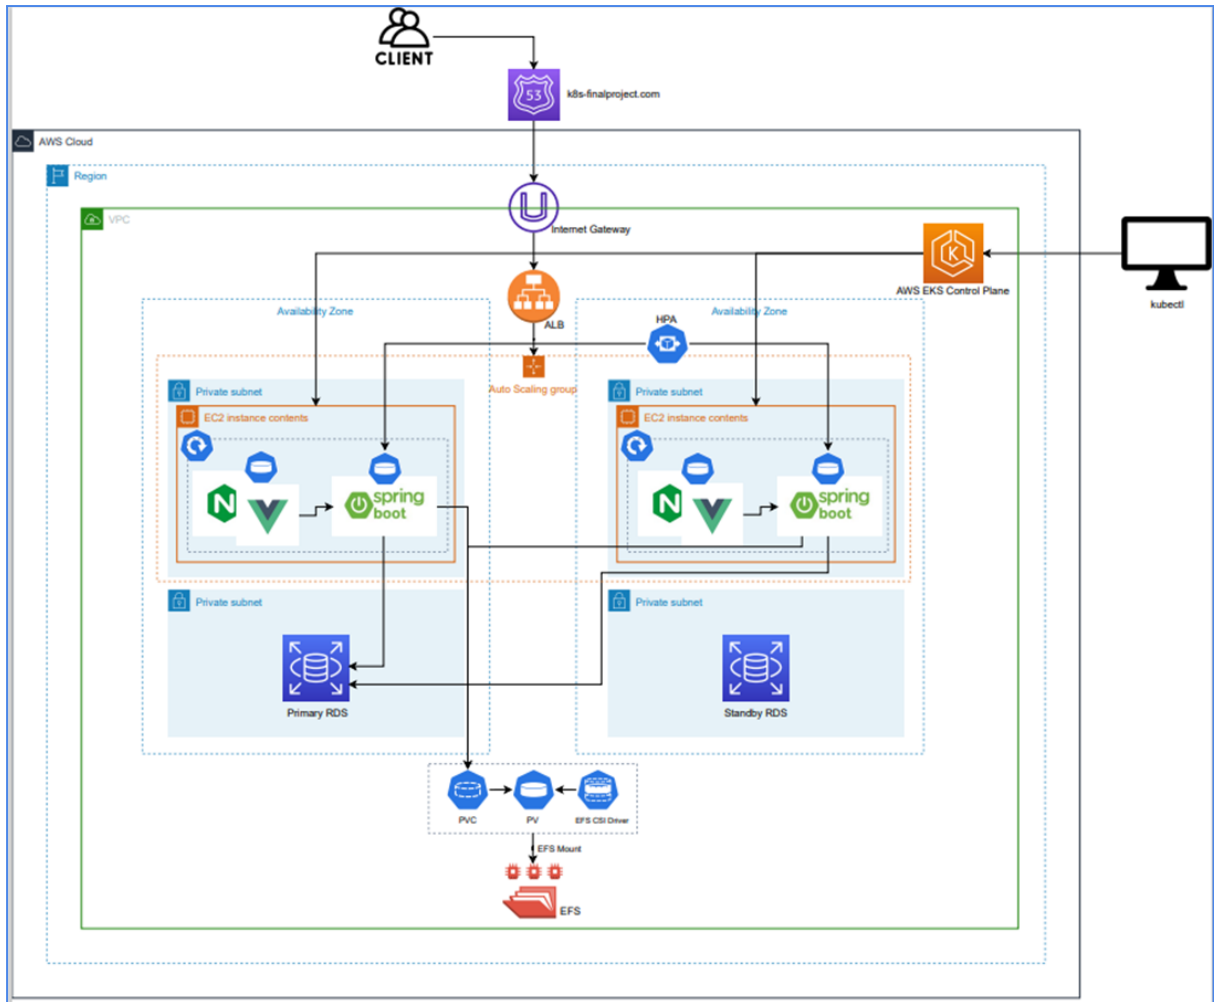 CLIENT
53
k8s-finalproject.com
AWS Cloud
Region
VPC
Internet Gateway
K
AWS EKS Control Plane
kubectl
Availability Zone
ALB
HPA
Availability Zone
Auto Scaling group
Private subnet
Private subnet
EC2 instance contents
EC2 instance contents
N
spring
boot
N
spring
boot
Private subnet
Private subnet
Primary RDS
Standby RDS
PVC
PV
EFS CSI Driver
EFS Mount
EFS